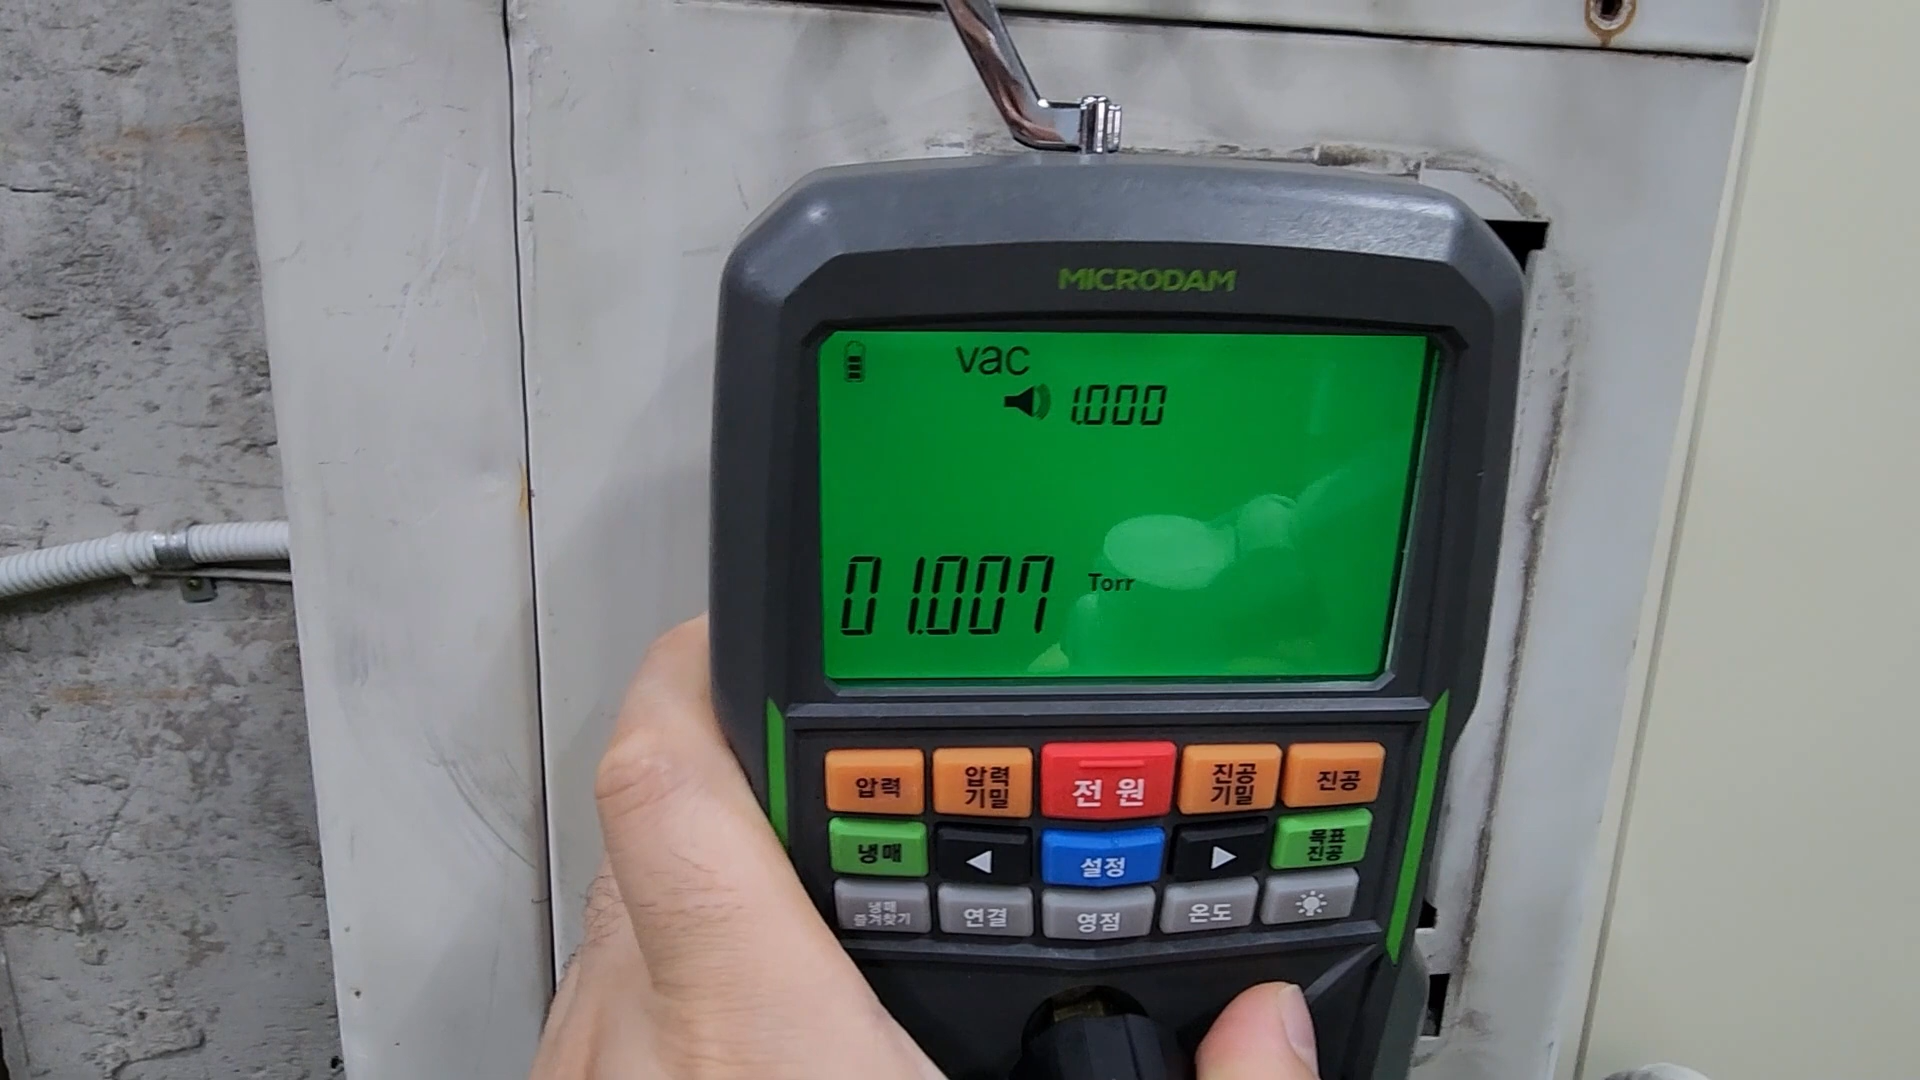 MICRODAM
vac
1.000
01.007 Torr
압력
압력
기밀
전원
진공
기밀
진공
냉매
설정
목표
진공
냉매
즐겨찾기
연결
영점
온도